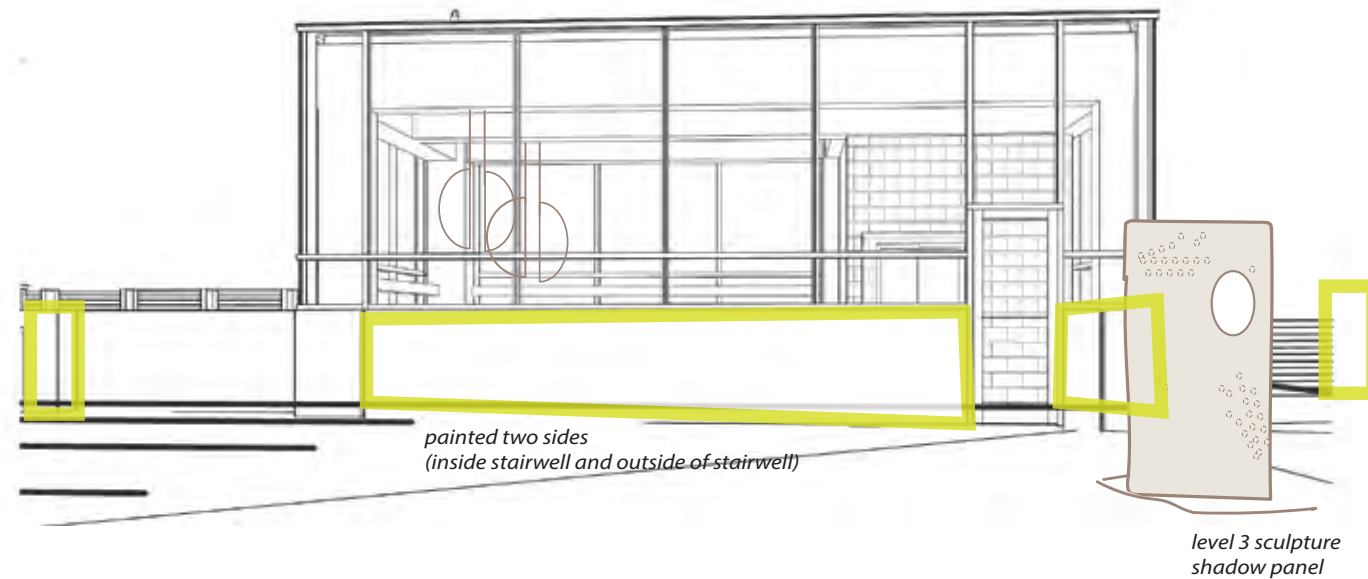 painted two sides
(inside stairwell and outside of stairwell)
level 3 sculpture
shadow panel